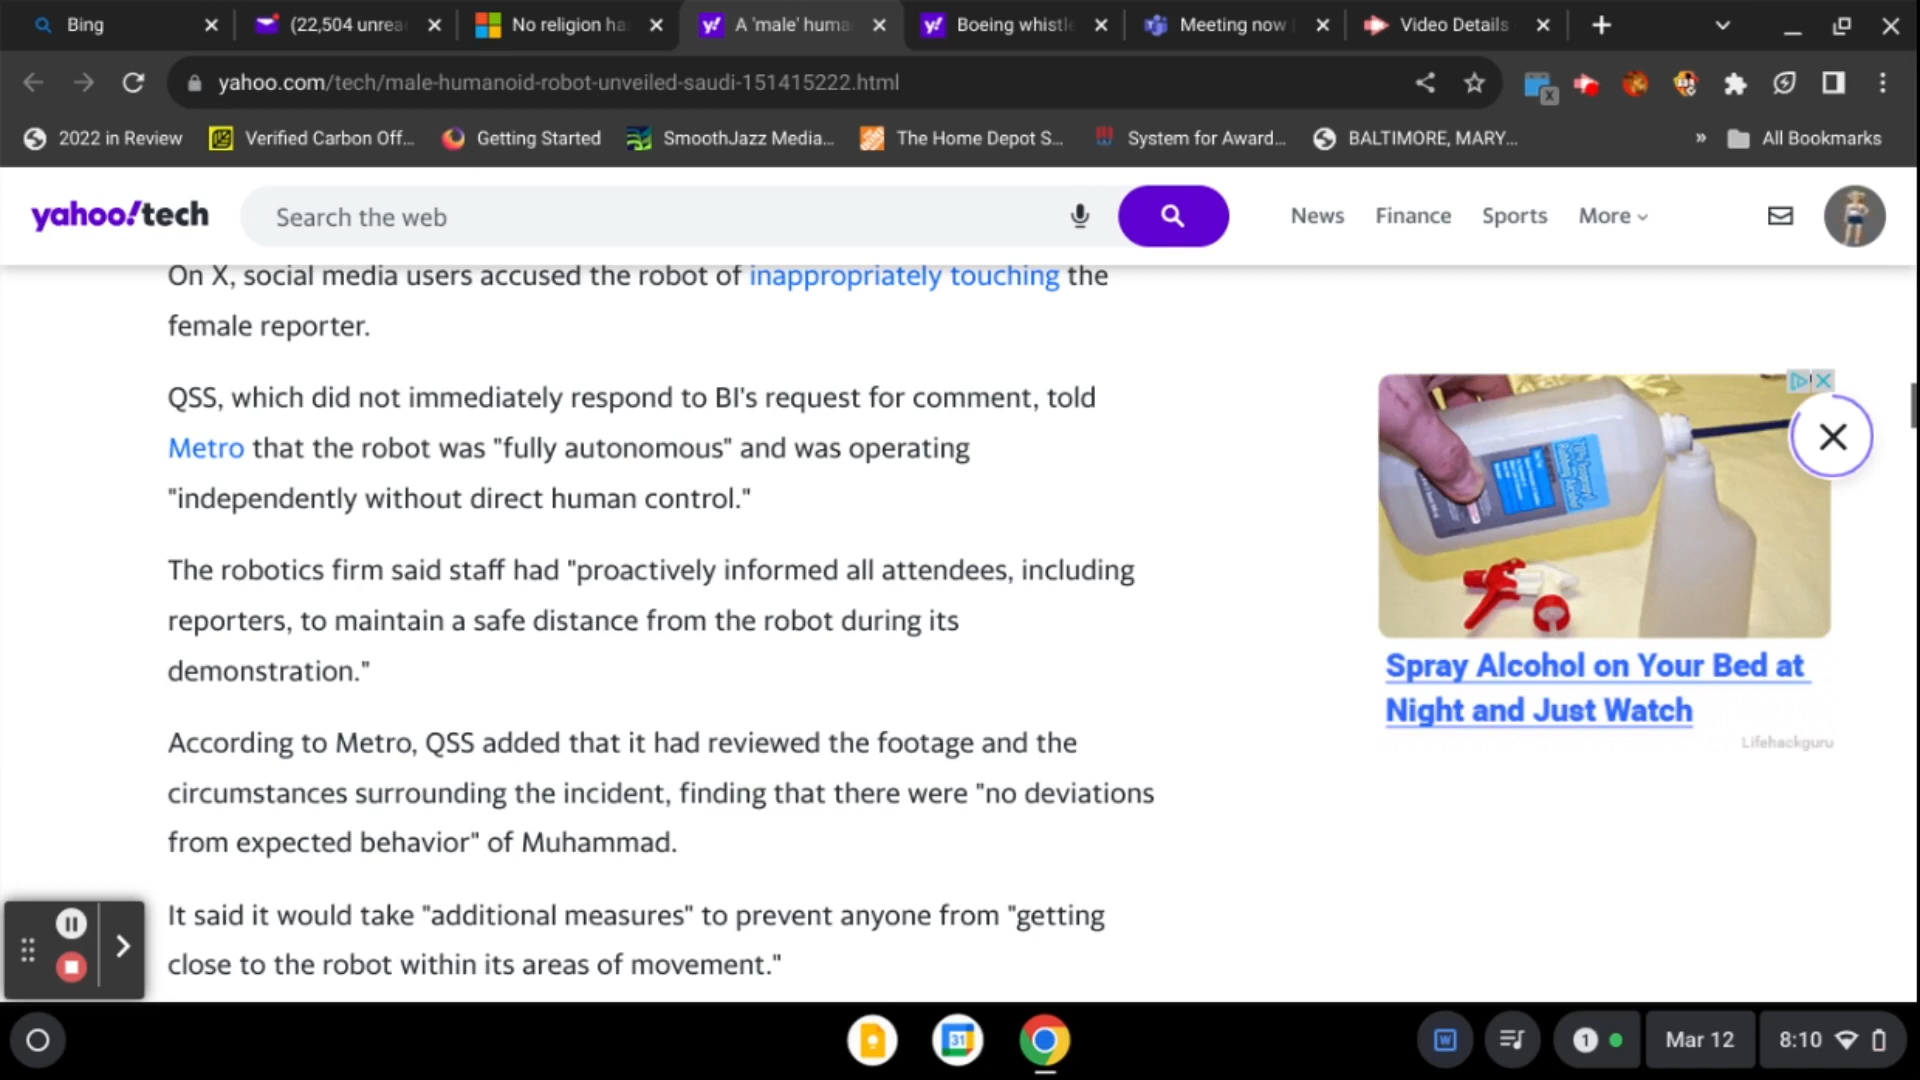 Bing
(22,504 unrea
No religion ha
A 'male' huma
Boeing whistle
Meeting now
Video Details
yahoo.com/tech/male-humanoid-robot-unveiled-saudi-151415222.html
2022 in Review
Verified Carbon Off...
Getting Started
SmoothJazz Media...
The Home Depot S...
System for Award...
BALTIMORE, MARY...
»
All Bookmarks
yahoo!tech
Search the web
News
Finance
Sports
More
On X, social media users accused the robot of inappropriately touching the
female reporter.
QSS, which did not immediately respond to BI's request for comment, told
Metro that the robot was "fully autonomous" and was operating
"independently without direct human control."
The robotics firm said staff had "proactively informed all attendees, including
reporters, to maintain a safe distance from the robot during its
demonstration."
According to Metro, QSS added that it had reviewed the footage and the
circumstances surrounding the incident, finding that there were "no deviations
from expected behavior" of Muhammad.
It said it would take "additional measures" to prevent anyone from "getting
close to the robot within its areas of movement."
Spray Alcohol on Your Bed at
Night and Just Watch
Lifehackguru
31
W
1
Mar 12
8:10